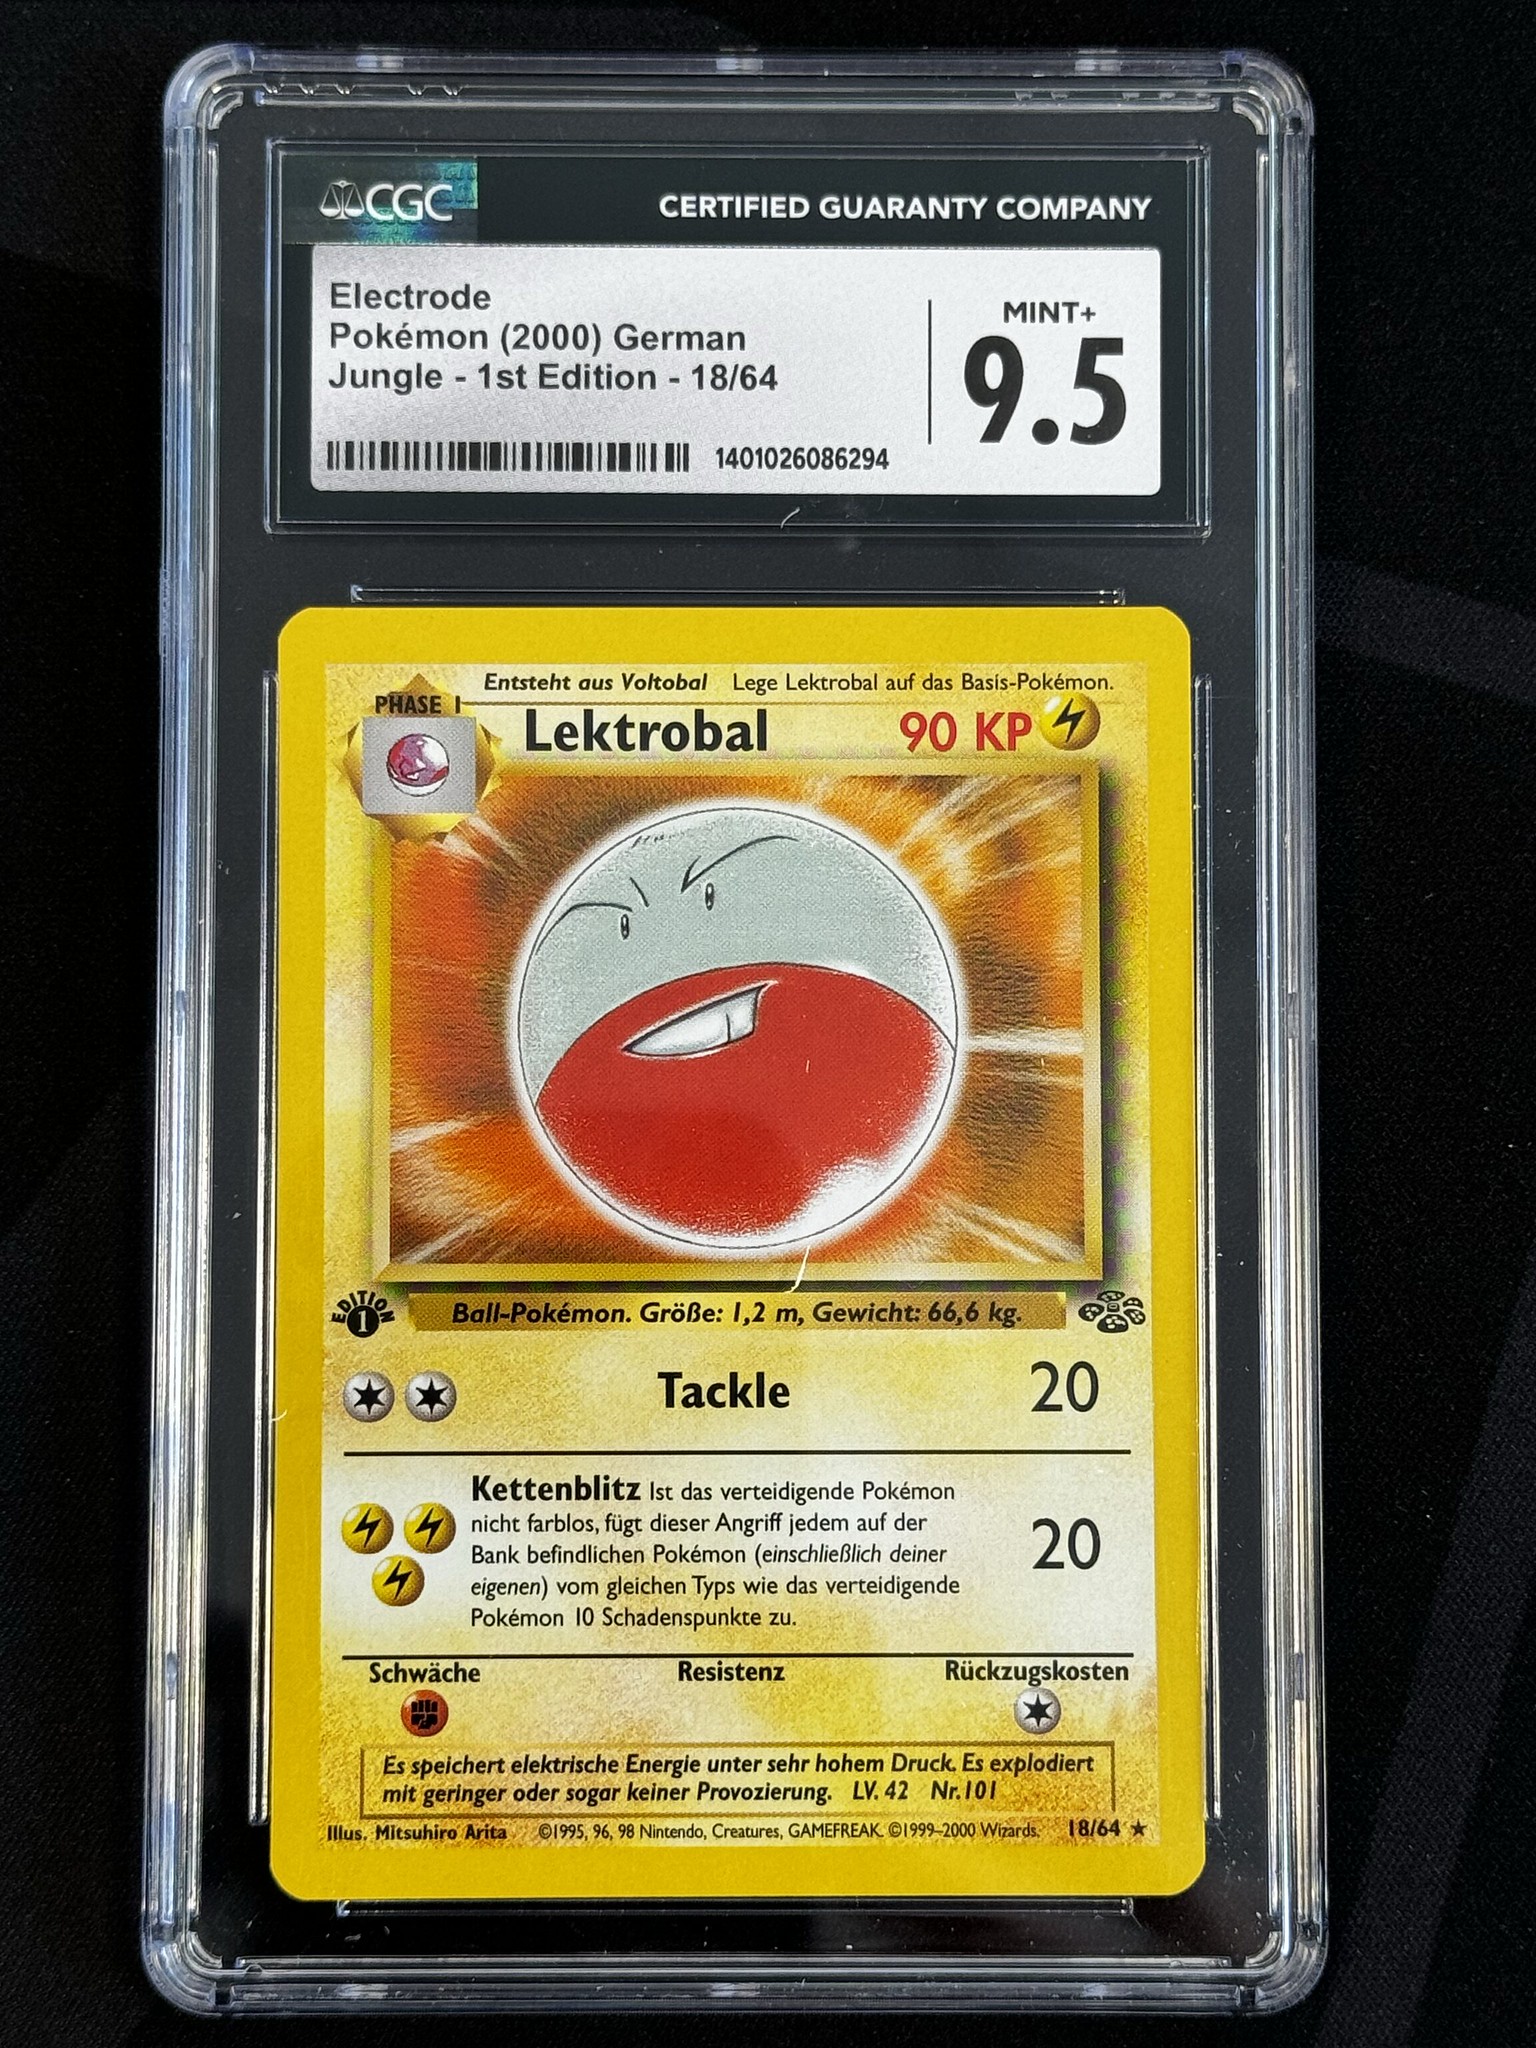 CGC
CERTIFIED GUARANTY COMPANY
Electrode
Pokémon (2000) German
Jungle - 1st Edition - 18/64
1401026086294
MINT+
9.5
Entsteht aus Voltobal Lege Lektrobal auf das Basis-Pokémon.
PHASE 1
Lektrobal 90 KP
EDITION
1
Ball-Pokémon. Größe: 1,2 m, Gewicht: 66,6 kg.
Tackle 20
Kettenblitz Ist das verteidigende Pokémon
nicht farblos, fügt dieser Angriff jedem auf der
Bank befindlichen Pokémon (einschließlich deiner
eigenen) vom gleichen Typs wie das verteidigende
Pokémon 10 Schadenspunkte zu.
20
Schwäche Resistenz Rückzugskosten
Es speichert elektrische Energie unter sehr hohem Druck. Es explodiert
mit geringer oder sogar keiner Provozierung. LV. 42 Nr. 101
Illus. Mitsuhiro Arita ©1995, 96, 98 Nintendo, Creatures, GAMEFREAK. ©1999–2000 Wizards. 18/64 ★